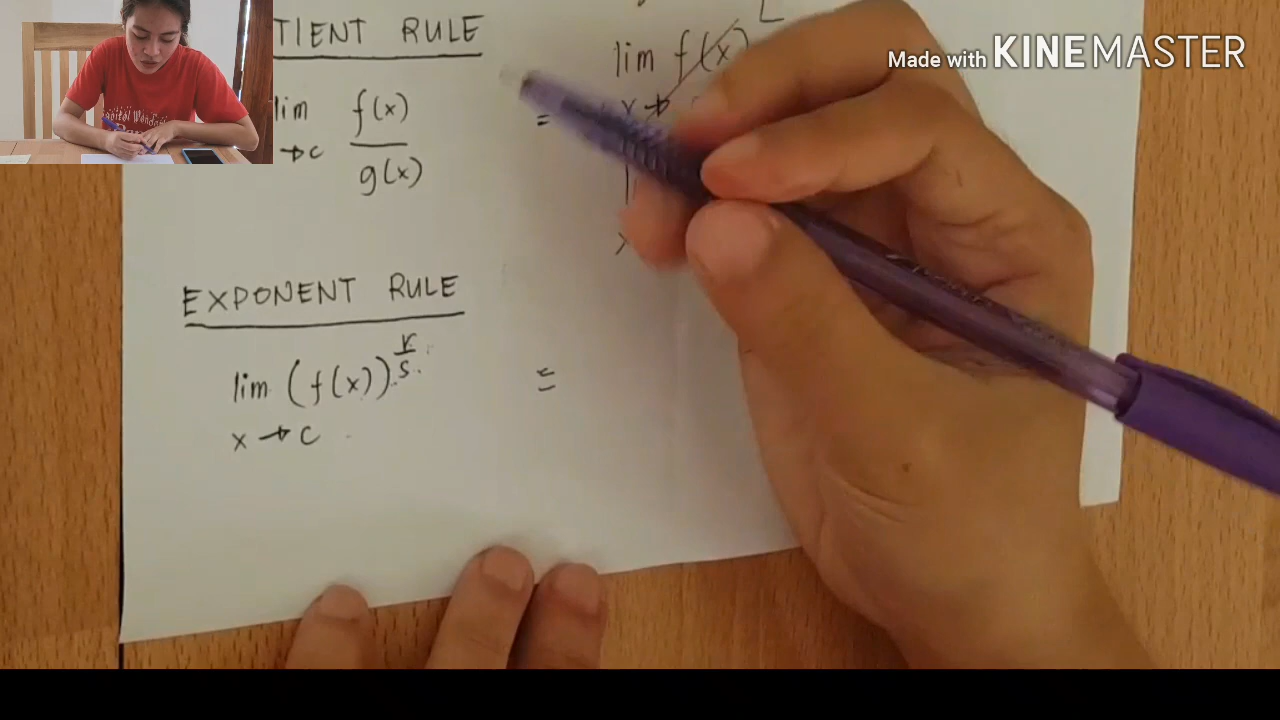 TIENT RULE
lim f(x)
→c g(x)
= lim f(x) L
x →
EXPONENT RULE
lim (f(x)) r/s =
x → c
Made with KINEMASTER